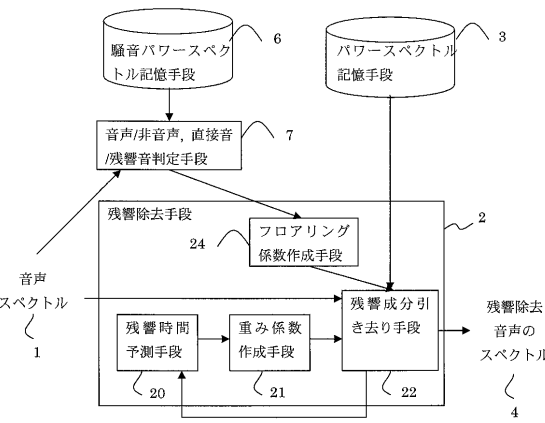 騒音パワースペク
トル記憶手段
6
パワースペクトル
記憶手段
3
音声/非音声, 直接音
/残響音判定手段
7
残響除去手段
2
24
フロアリング
係数作成手段
音声
スペクトル
1
残響時間
予測手段
20
重み係数
作成手段
21
残響成分引
き去り手段
22
残響除去
音声の
スペクトル
4